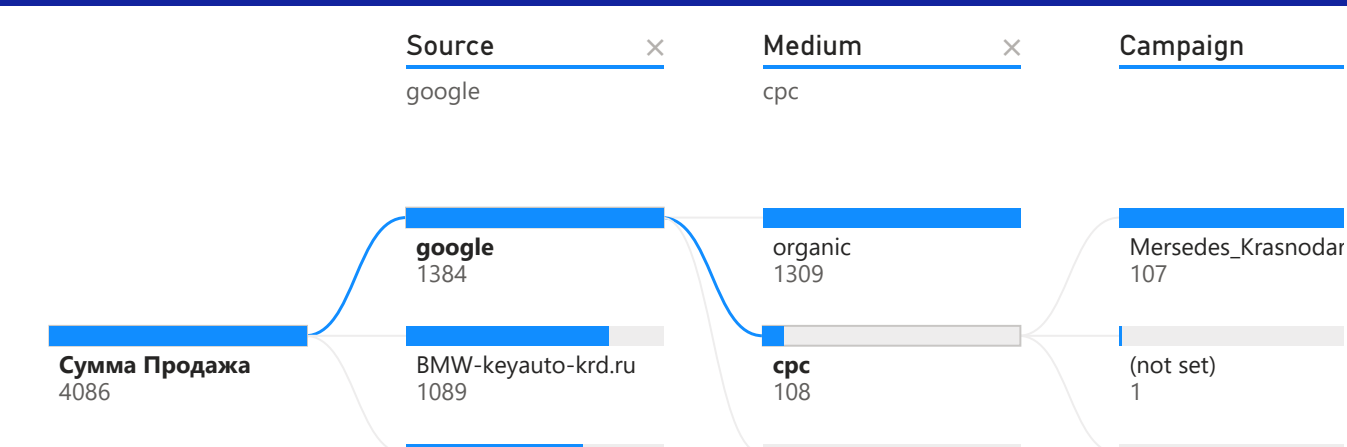 Source
google
Medium
cpc
Campaign
google
1384
organic
1309
Mersedes_Krasnodar
107
Сумма Продажа
4086
BMW-keyauto-krd.ru
1089
cpc
108
(not set)
1